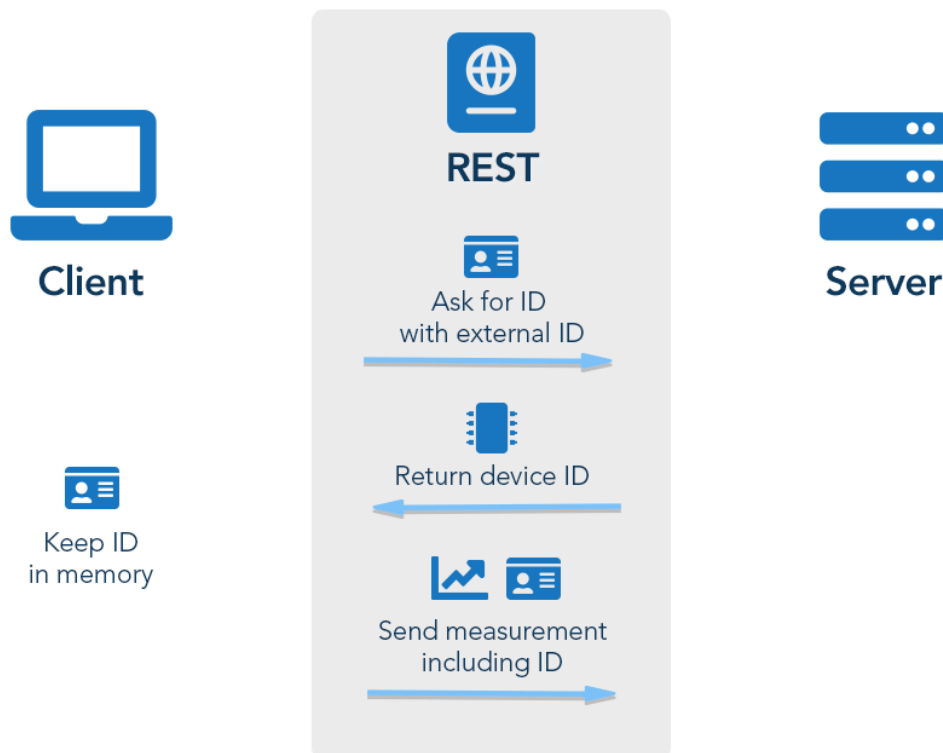 REST
Client
Server
Ask for ID
with external ID
Return device ID
Keep ID
in memory
Send measurement
including ID